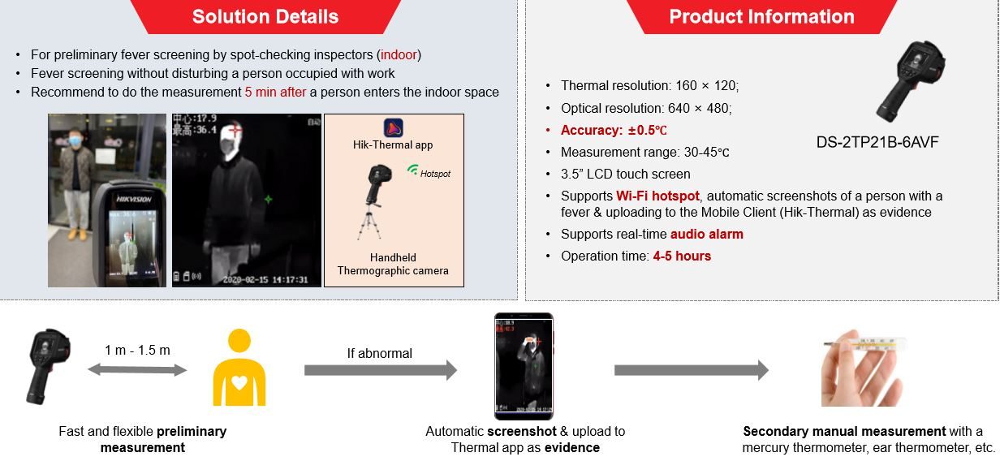 Solution Details
• For preliminary fever screening by spot-checking inspectors (indoor)
• Fever screening without disturbing a person occupied with work
• Recommend to do the measurement 5 min after a person enters the indoor space
HIKVISION
中心:17.9
最高:36.4
自动
2020-02-15 14:17:31
Hik-Thermal app
Hotspot
Handheld
Thermographic camera
Product Information
• Thermal resolution: 160 × 120;
• Optical resolution: 640 × 480;
• Accuracy: ±0.5℃
• Measurement range: 30-45℃
• 3.5” LCD touch screen
• Supports Wi-Fi hotspot, automatic screenshots of a person with a
fever & uploading to the Mobile Client (Hik-Thermal) as evidence
• Supports real-time audio alarm
• Operation time: 4-5 hours
DS-2TP21B-6AVF
1 m - 1.5 m
If abnormal
Fast and flexible preliminary
measurement
Automatic screenshot & upload to
Thermal app as evidence
Secondary manual measurement with a
mercury thermometer, ear thermometer, etc.